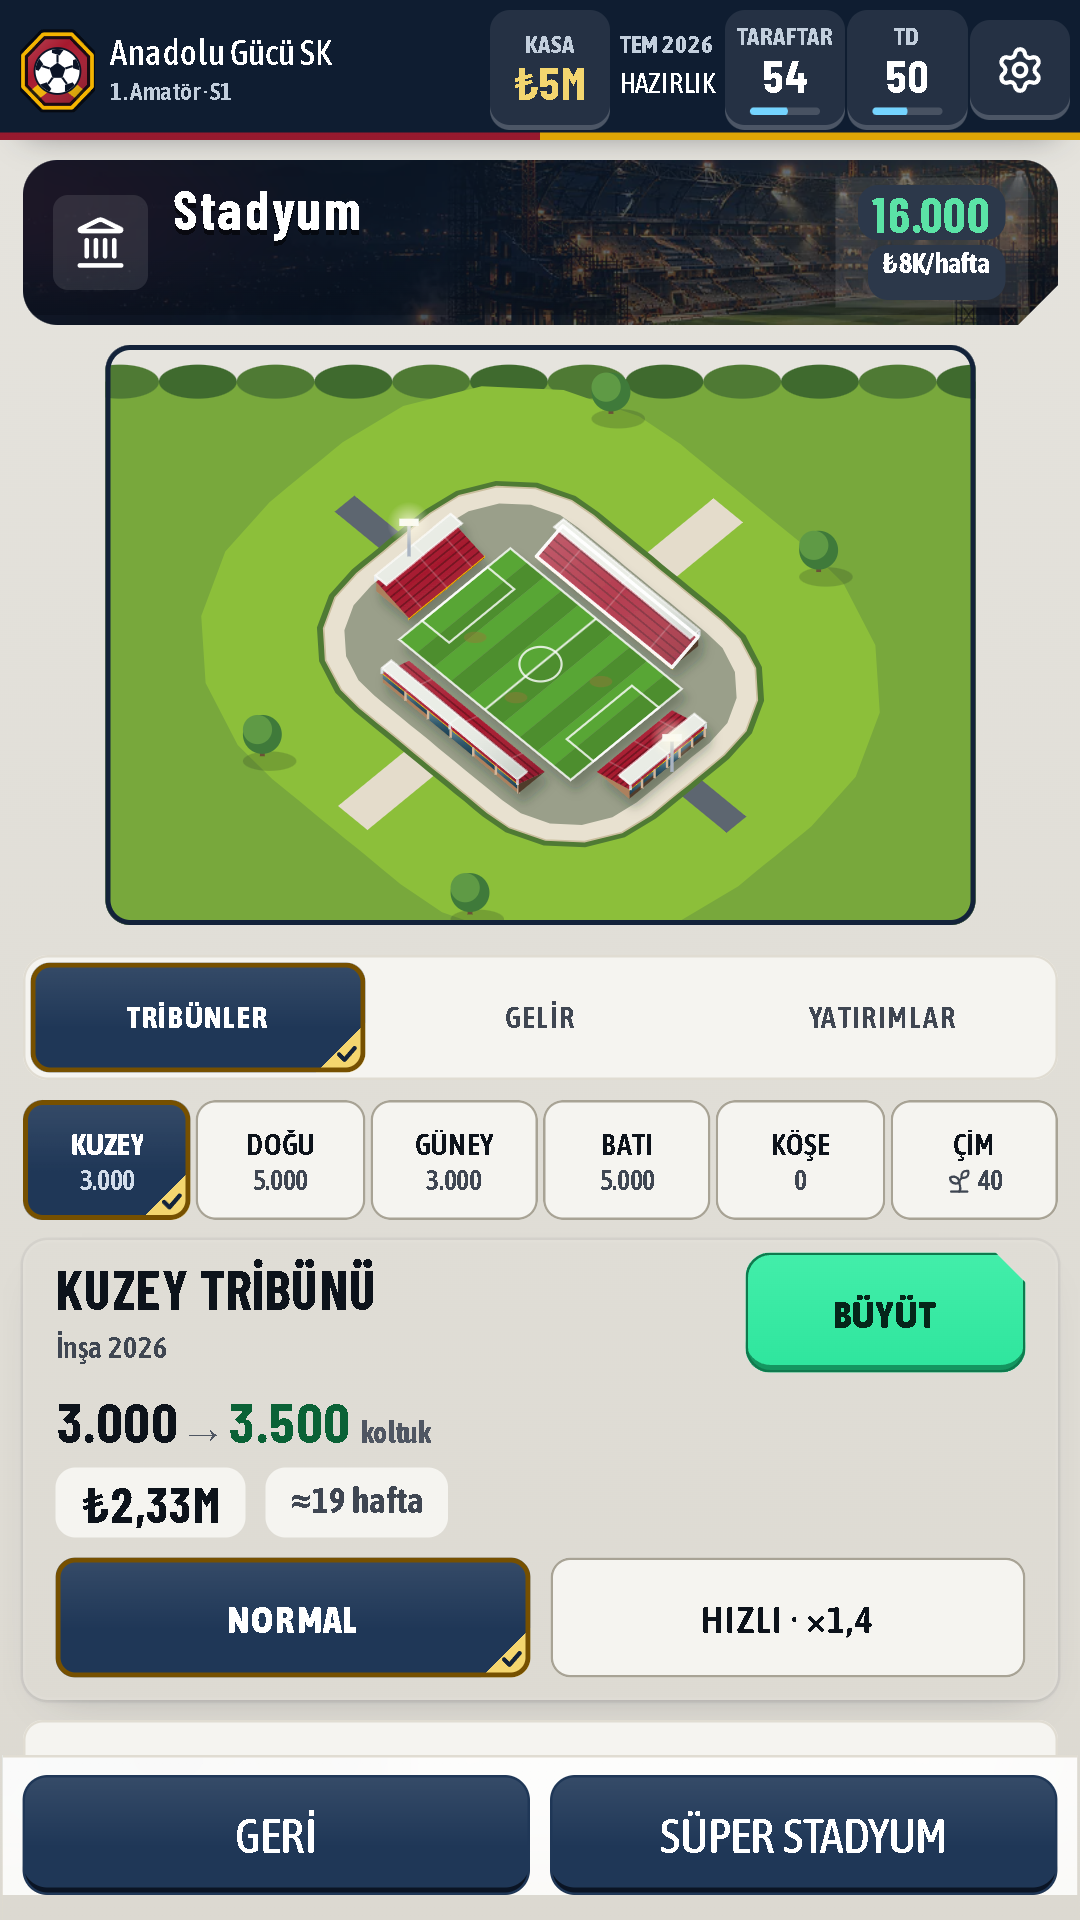 Anadolu Gücü SK
1.Amatör·S1
KASA
₺5M
TEM 2026
HAZIRLIK
TARAFTAR
54
TD
50
Stadyum
16.000
₺8K/hafta
TRİBÜNLER
GELİR
YATIRIMLAR
KUZEY
3.000
DOĞU
5.000
GÜNEY
3.000
BATI
5.000
KÖŞE
0
ÇİM
40
KUZEY TRİBÜNÜ
İnşa 2026
BÜYÜT
3.000 → 3.500 koltuk
₺2,33M
≈19 hafta
NORMAL
HIZLI · ×1,4
GERİ
SÜPER STADYUM